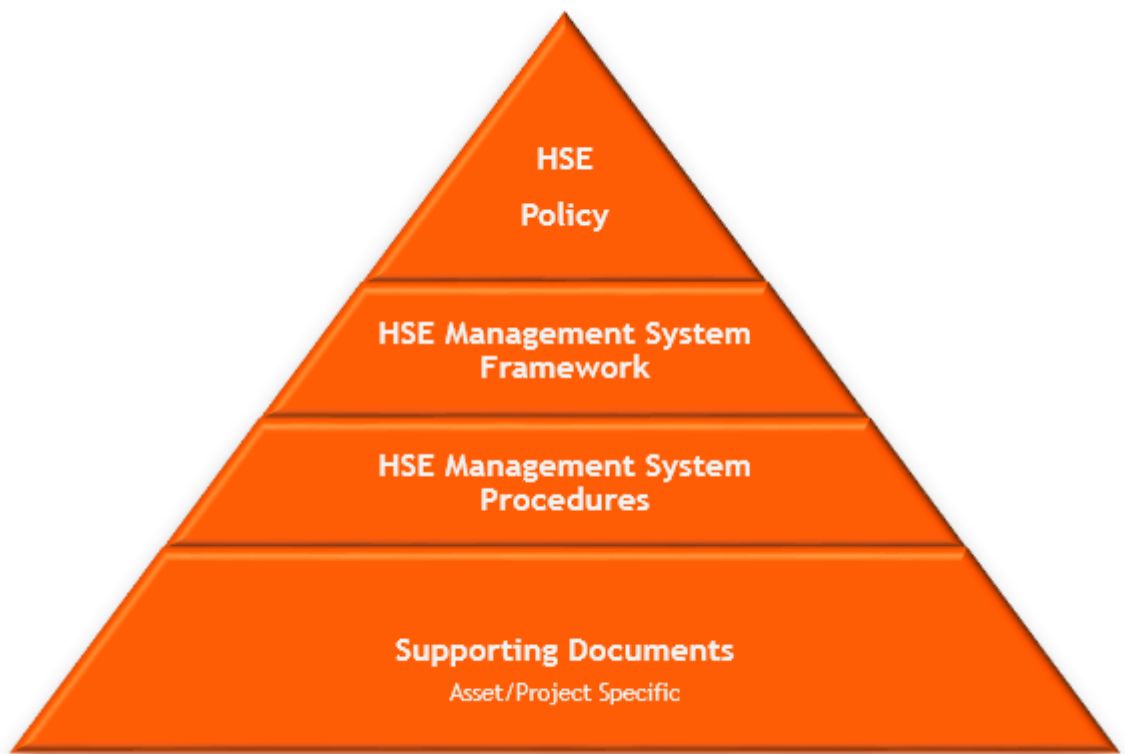 HSE
Policy
HSE Management System
Framework
HSE Management System
Procedures
Supporting Documents
Asset/Project Specific